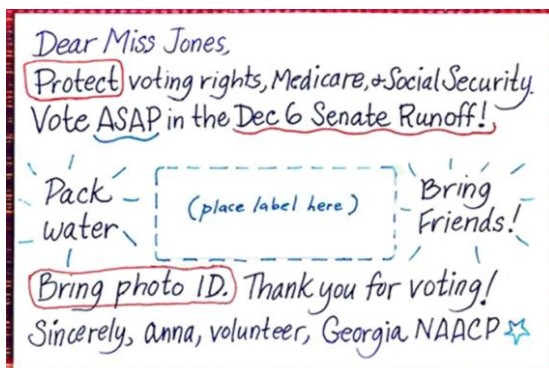 Dear Miss Jones,
Protect voting rights, Medicare, + Social Security.
Vote ASAP in the Dec 6 Senate Runoff!
Pack
water
(place label here)
Bring
Friends!
Bring photo ID. Thank you for voting!
Sincerely, anna, volunteer, Georgia NAACP